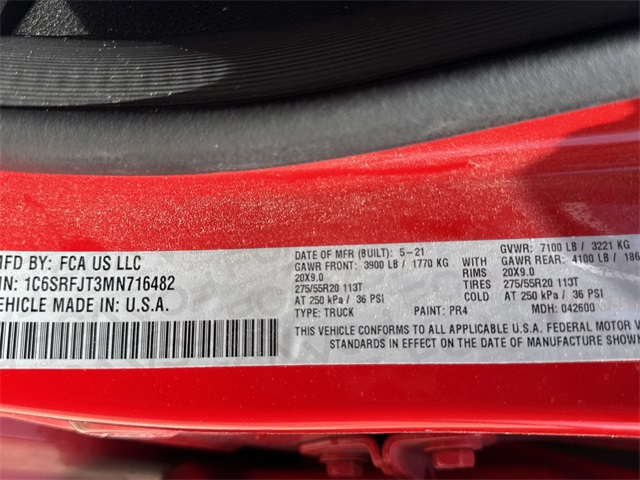 MFD BY: FCA US LLC
IN: 1C6SRFJT3MN716482
VEHICLE MADE IN: U.S.A.
DATE OF MFR (BUILT): 5-21
GAWR FRONT: 3900 LB / 1770 KG WITH
20X9.0 RIMS
275/55R20 113T TIRES
AT 250 kPa / 36 PSI COLD
TYPE: TRUCK PAINT: PR4
GVWR: 7100 LB / 3221 KG
GAWR REAR: 4100 LB / 186
20X9.0
275/55R20 113T
AT 250 kPa / 36 PSI
MDH: 042600
THIS VEHICLE CONFORMS TO ALL APPLICABLE U.S.A. FEDERAL MOTOR
STANDARDS IN EFFECT ON THE DATE OF MANUFACTURE SHOWN